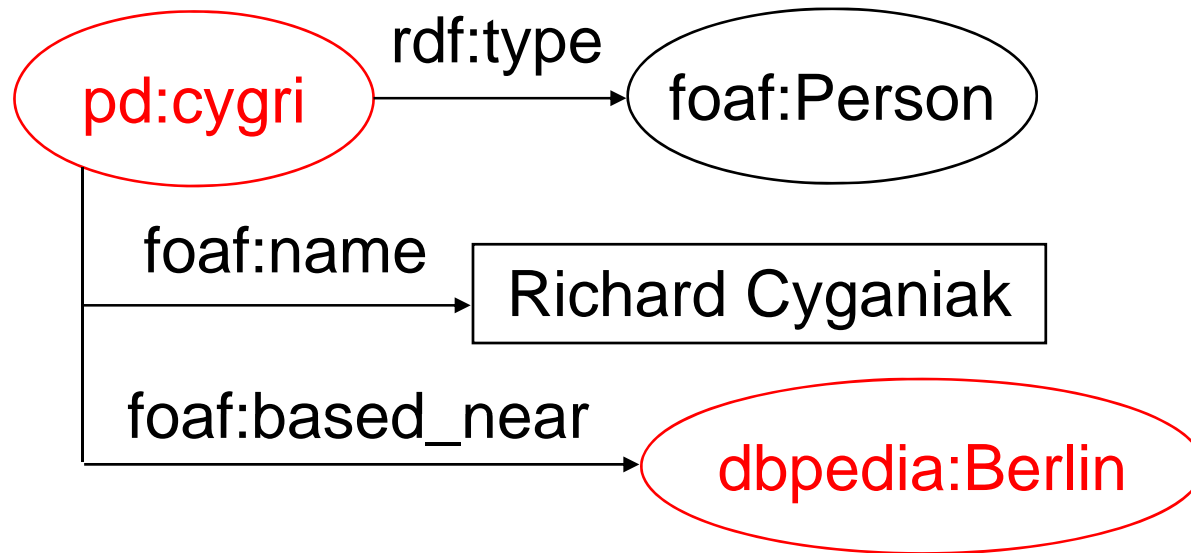 rdf:type
pd:cygri
foaf:Person
foaf:name
Richard Cyganiak
foaf:based_near
dbpedia:Berlin